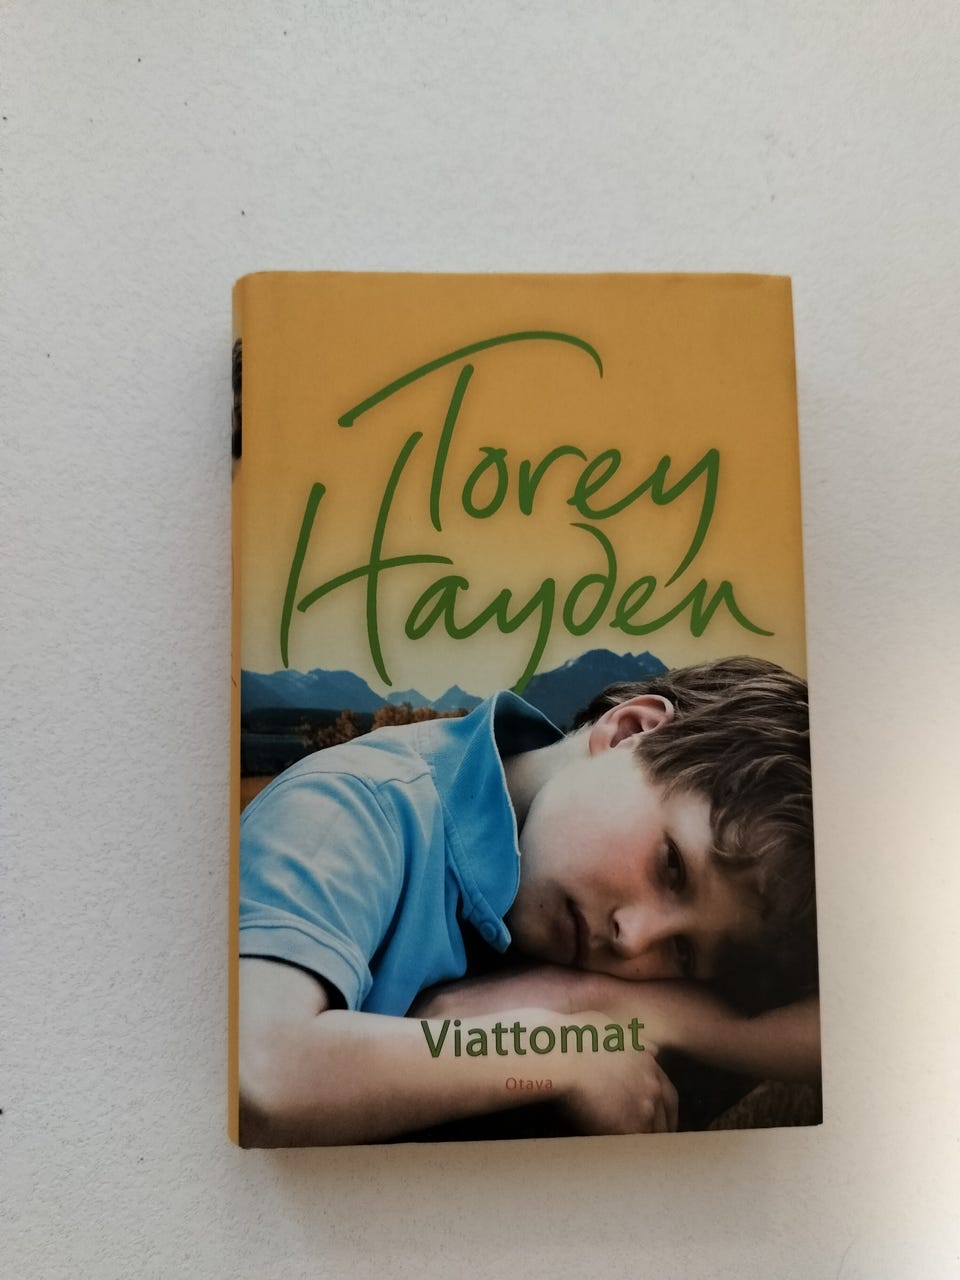 Torey
Hayden
Viattomat
Otava